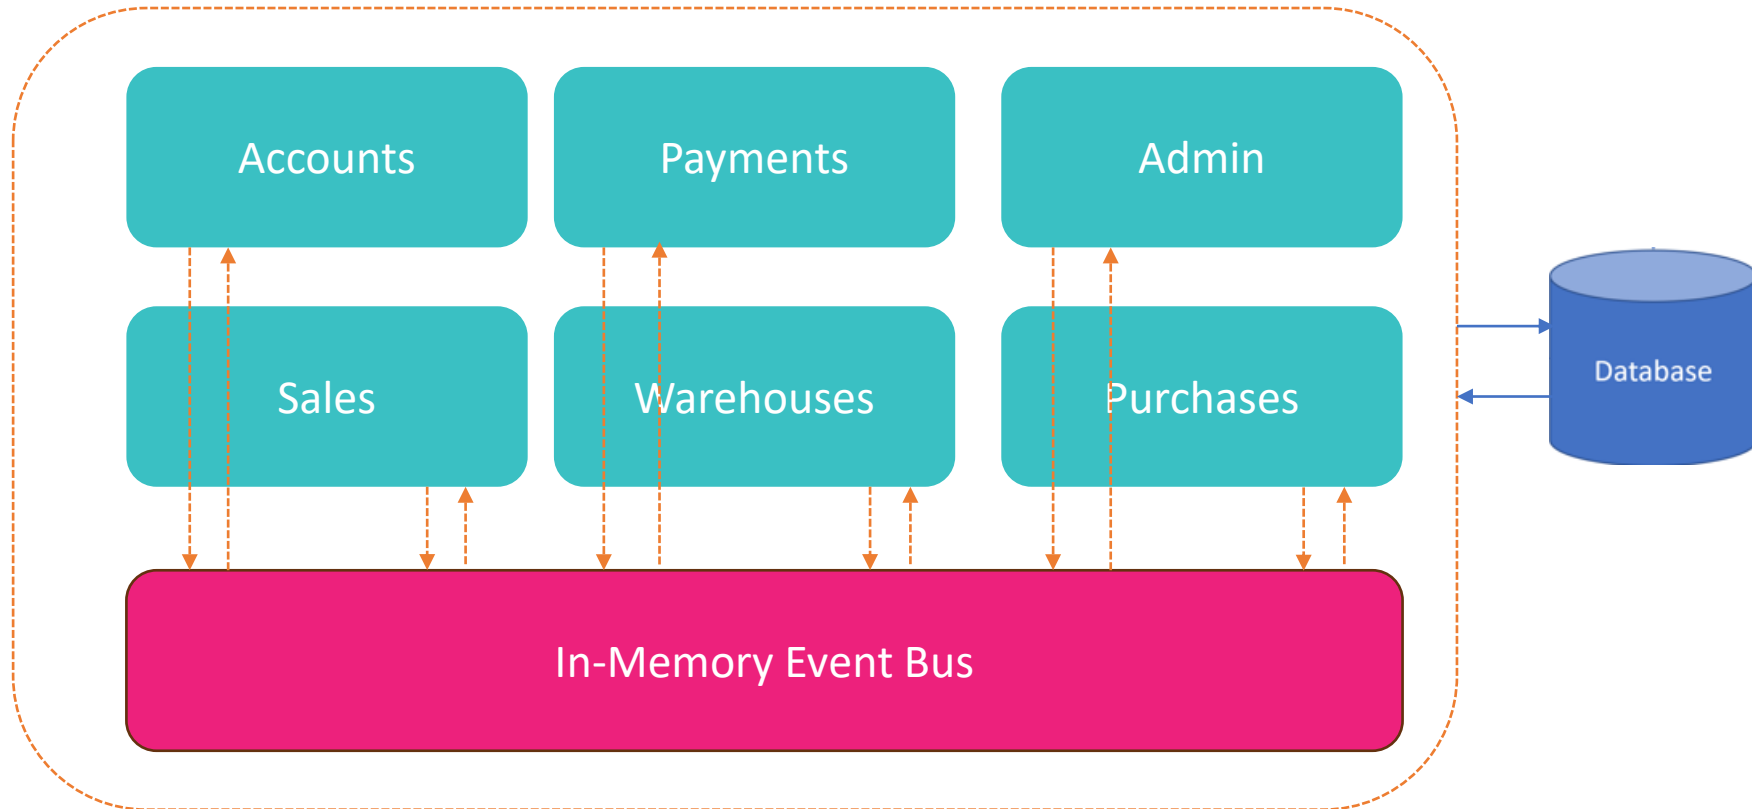 Accounts
Payments
Admin
Sales
Warehouses
Purchases
Database
In-Memory Event Bus